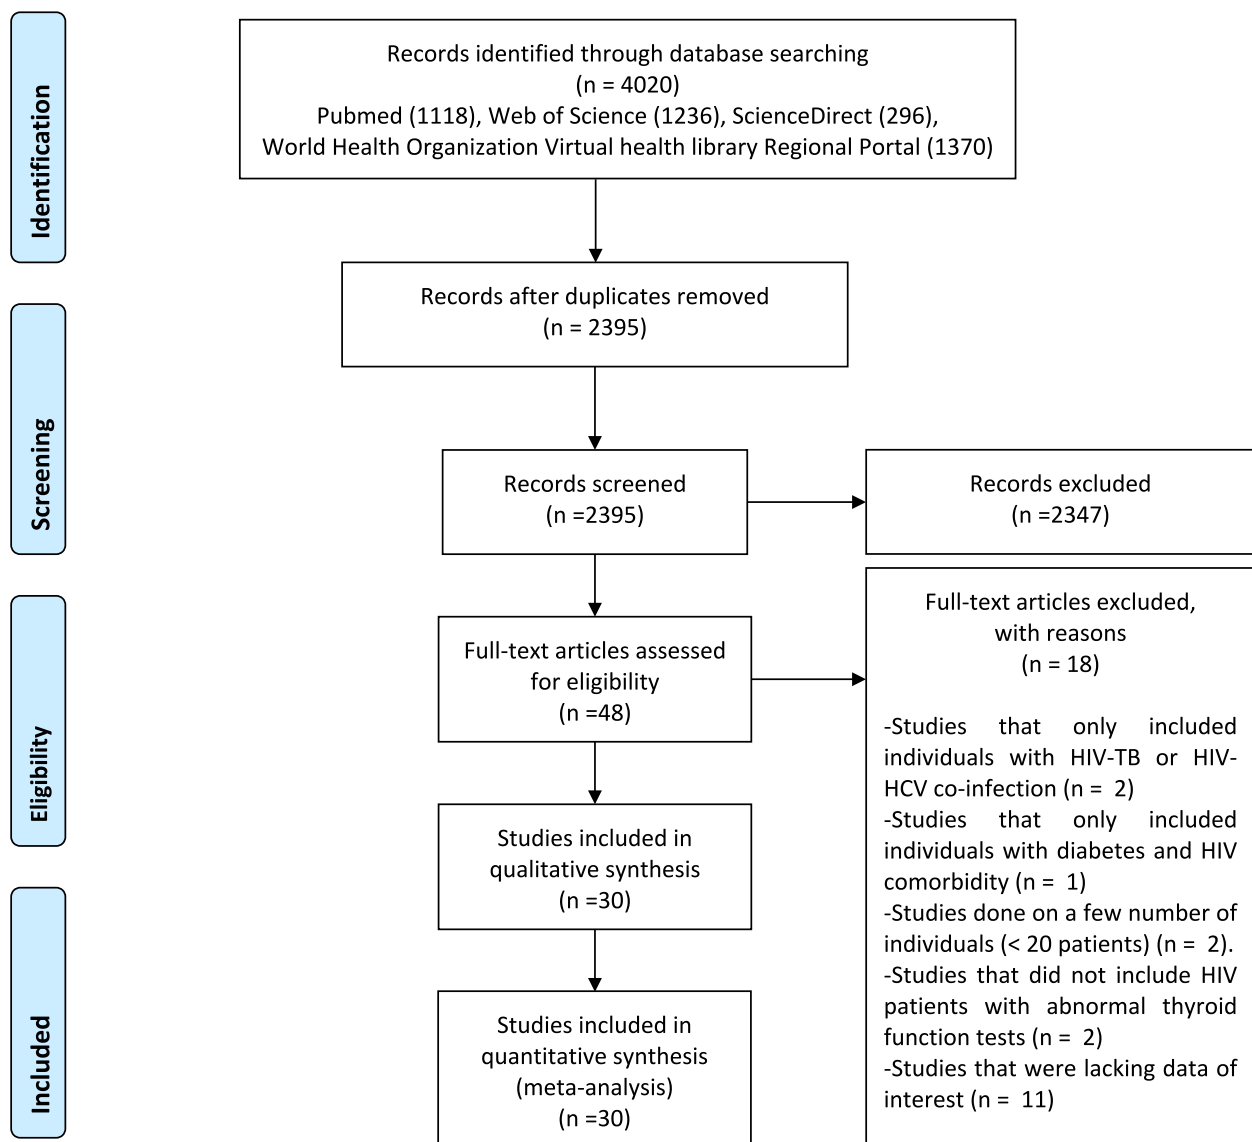 Identification
Records identified through database searching
(n = 4020)
Pubmed (1118), Web of Science (1236), ScienceDirect (296),
World Health Organization Virtual health library Regional Portal (1370)
Records after duplicates removed
(n = 2395)
Screening
Records screened
(n =2395)
Records excluded
(n =2347)
Eligibility
Full-text articles assessed
for eligibility
(n =48)
Full-text articles excluded,
with reasons
(n = 18)
-Studies that only included
individuals with HIV-TB or HIV-
HCV co-infection (n = 2)
-Studies that only included
individuals with diabetes and HIV
comorbidity (n = 1)
-Studies done on a few number of
individuals (< 20 patients) (n = 2).
-Studies that did not include HIV
patients with abnormal thyroid
function tests (n = 2)
-Studies that were lacking data of
interest (n = 11)
Studies included in
qualitative synthesis
(n =30)
Included
Studies included in
quantitative synthesis
(meta-analysis)
(n =30)